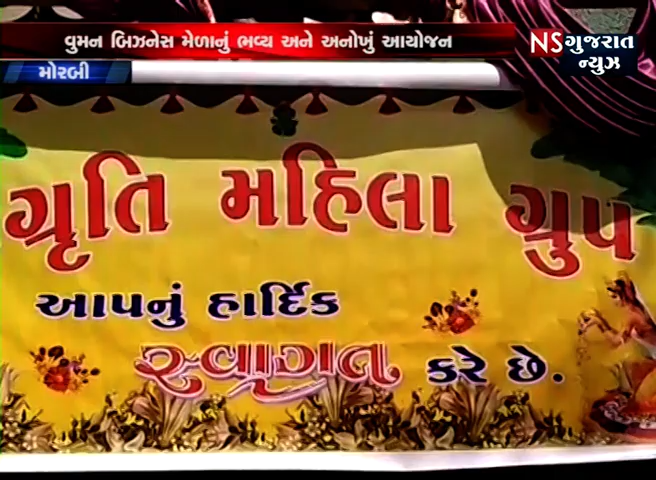 વુમન બિઝનેસ મેળાનું ભવ્ય અને અનોખું આયોજન
NS ગુજરાત
ન્યુઝ
મોરબી
મહિલા ગ્રુપ
આપનું હાર્દિક
સ્વાગત કરે છે.